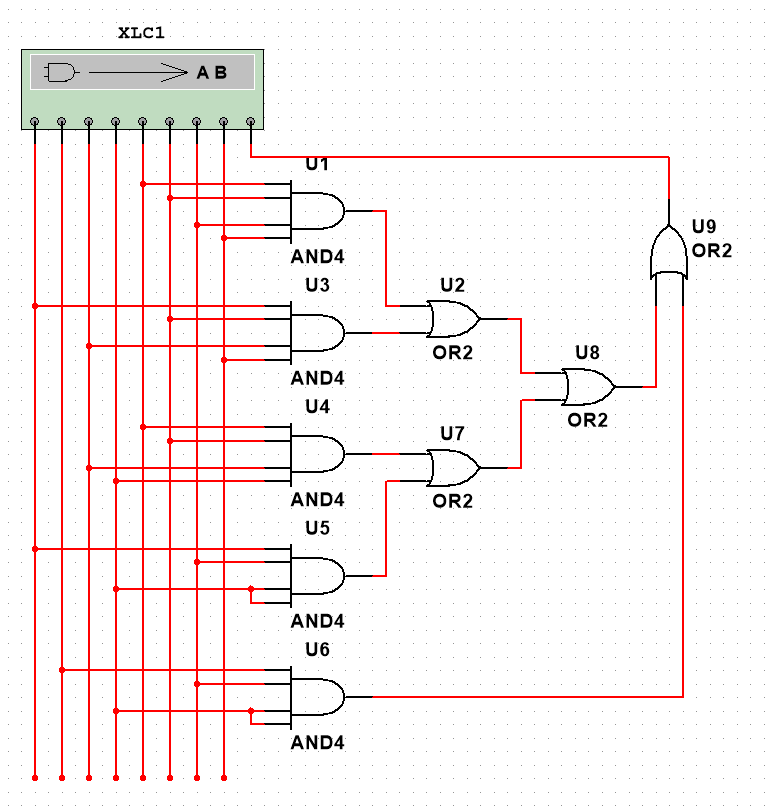 XLC1
A B
U1
AND4
U3
AND4
U2
OR2
U4
AND4
U7
OR2
U5
AND4
U6
AND4
U8
OR2
U9
OR2